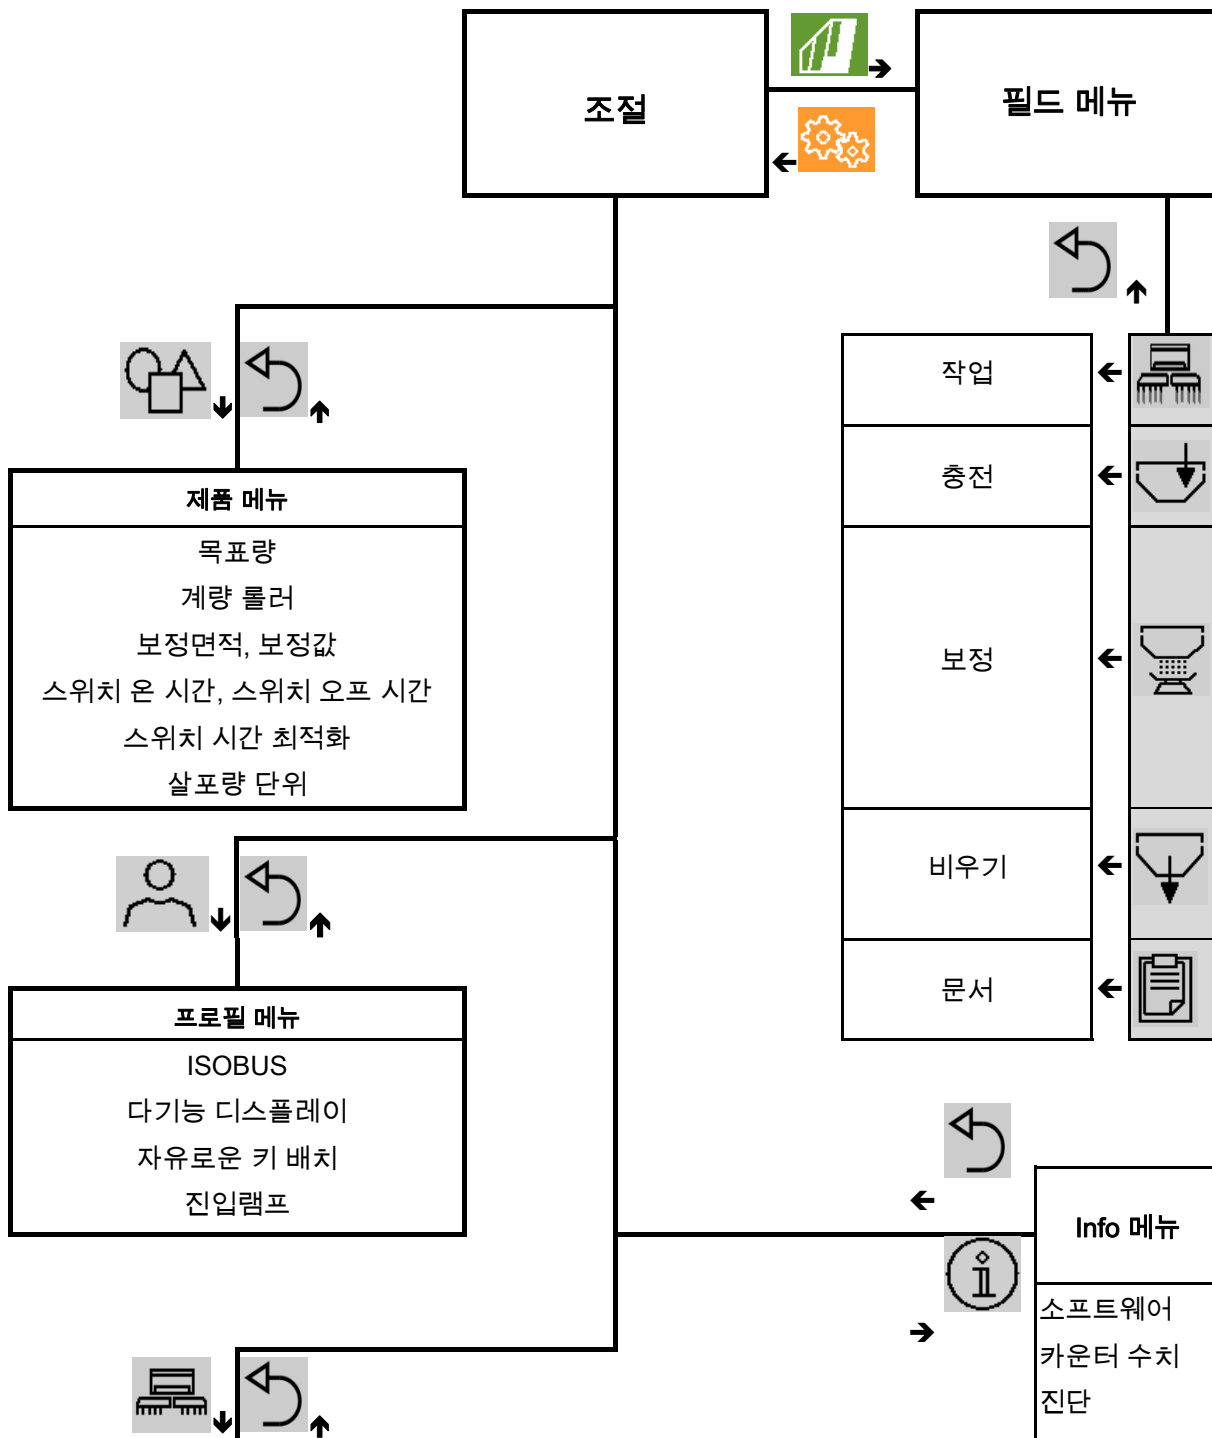 조절
필드 메뉴
작업
충전
보정
비우기
문서
제품 메뉴
목표량
계량 롤러
보정면적, 보정값
스위치 온 시간, 스위치 오프 시간
스위치 시간 최적화
살포량 단위
프로필 메뉴
ISOBUS
다기능 디스플레이
자유로운 키 배치
진입램프
Info 메뉴
소프트웨어
카운터 수치
진단